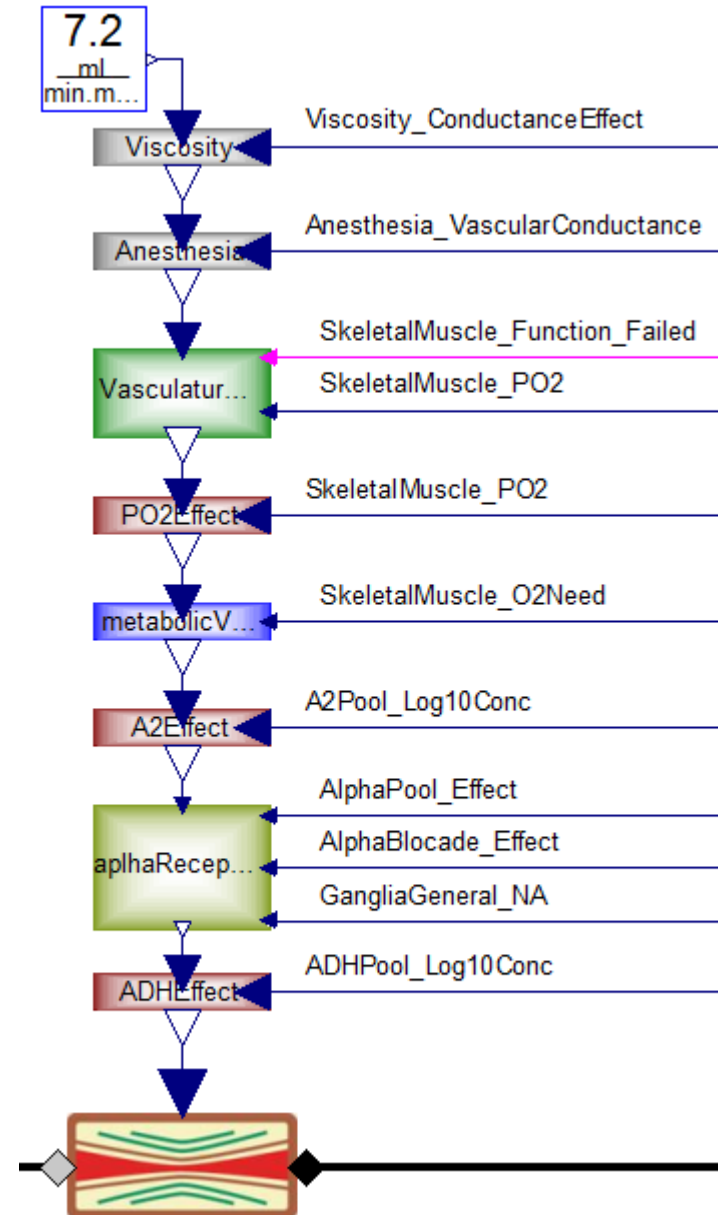 7.2
ml
min.m...
Viscosity_ConductanceEffect
Viscosity
Anesthesia_VascularConductance
Anesthesia
SkeletalMuscle_Function_Failed
Vasculatur...
SkeletalMuscle_PO2
SkeletalMuscle_PO2
PO2Effect
SkeletalMuscle_O2Need
metabolicV...
A2Pool_Log10Conc
A2Effect
AlphaPool_Effect
AlphaBlocade_Effect
aplhaRecep...
GangliaGeneral_NA
ADHPool_Log10Conc
ADHEffect